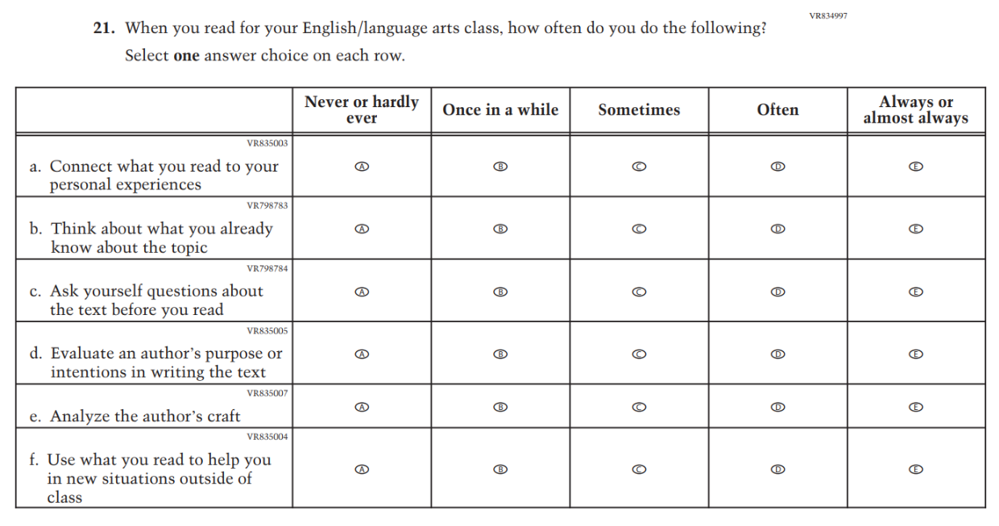 VR834997
21. When you read for your English/language arts class, how often do you do the following?
Select one answer choice on each row.
Never or hardly
ever
Once in a while
Sometimes
Often
Always or
almost always
VR835003
a. Connect what you read to your
personal experiences
A B C D E
VR798783
b. Think about what you already
know about the topic
A B C D E
VR798784
c. Ask yourself questions about
the text before you read
A B C D E
VR835005
d. Evaluate an author’s purpose or
intentions in writing the text
A B C D E
VR835007
e. Analyze the author’s craft
A B C D E
VR835004
f. Use what you read to help you
in new situations outside of
class
A B C D E